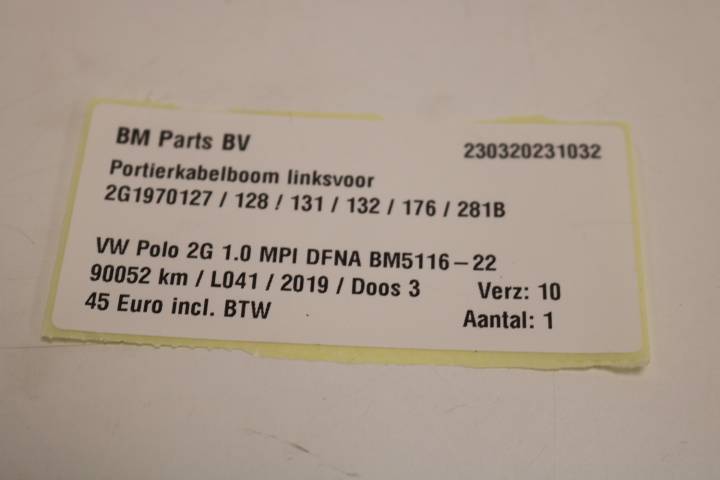 BM Parts BV 230320231032
Portierkabelboom linksvoor
2G1970127 / 128 / 131 / 132 / 176 / 281B
VW Polo 2G 1.0 MPI DFNA BM5116-22
90052 km / L041 / 2019 / Doos 3 Verz: 10
45 Euro incl. BTW Aantal: 1